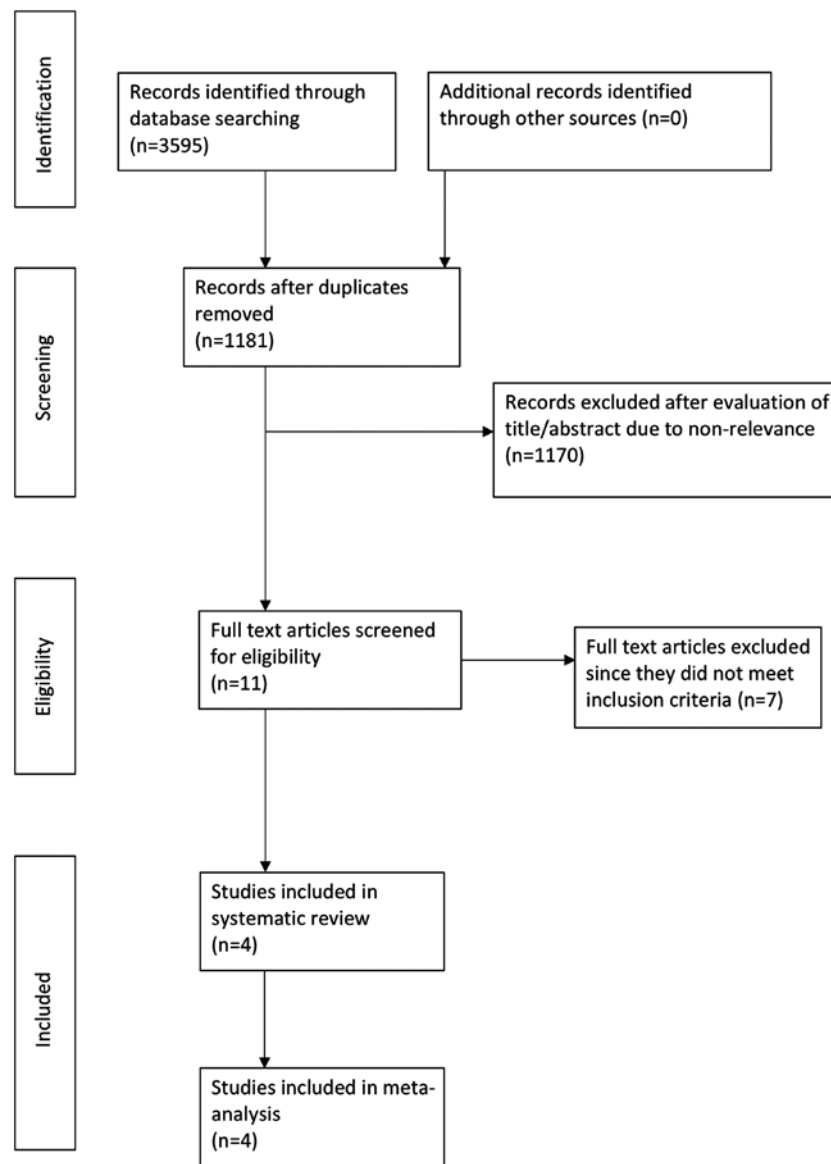 Identification
Records identified through
database searching
(n=3595)
Additional records identified
through other sources (n=0)
Screening
Records after duplicates
removed
(n=1181)
Records excluded after evaluation of
title/abstract due to non-relevance
(n=1170)
Eligibility
Full text articles screened
for eligibility
(n=11)
Full text articles excluded
since they did not meet
inclusion criteria (n=7)
Included
Studies included in
systematic review
(n=4)
Studies included in meta-
analysis
(n=4)